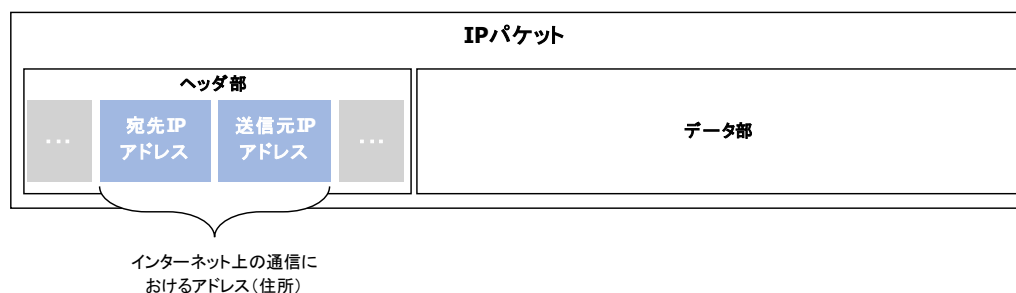 IPパケット
ヘッダ部
…
宛先IP
アドレス
送信元IP
アドレス
…
データ部
インターネット上の通信に
おけるアドレス（住所）